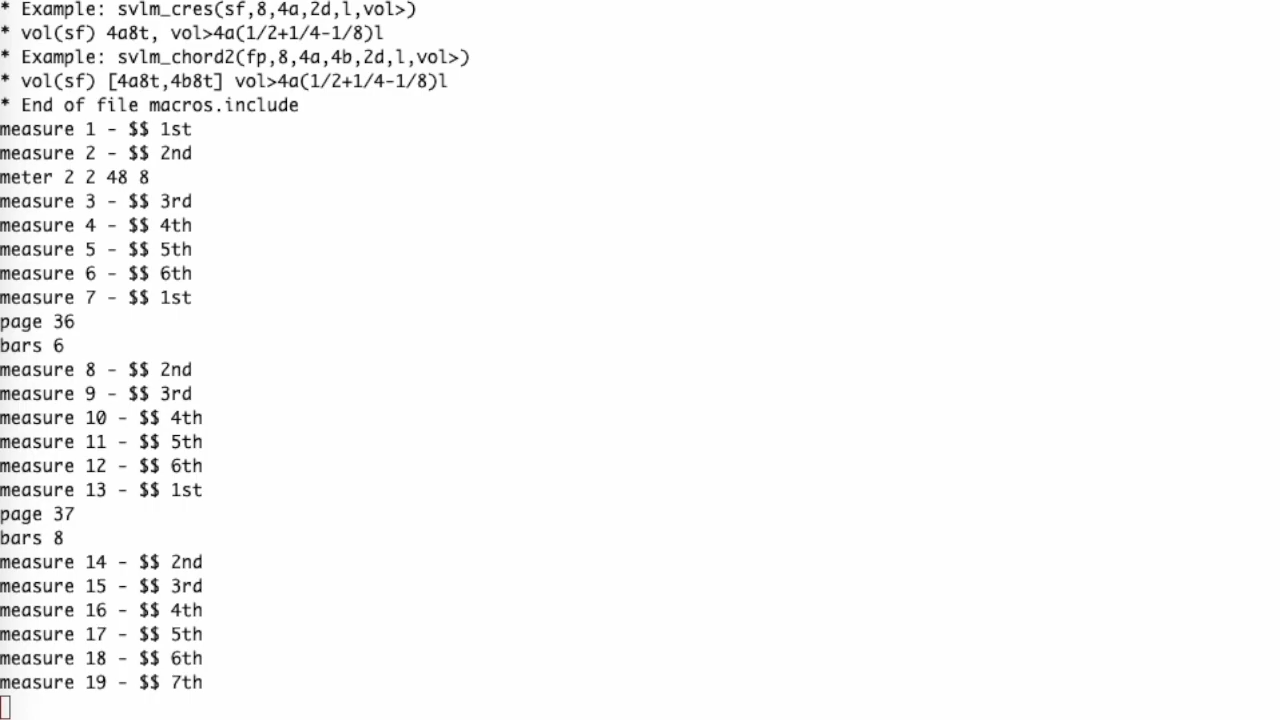 * Example: svlm_cres(sf,8,4a,2d,l,vol>)
* vol(sf) 4a8t, vol>4a(1/2+1/4-1/8)l
* Example: svlm_chord2(fp,8,4a,4b,2d,l,vol>)
* vol(sf) [4a8t,4b8t] vol>4a(1/2+1/4-1/8)l
* End of file macros.include
measure 1 - $$ 1st
measure 2 - $$ 2nd
meter 2 2 48 8
measure 3 - $$ 3rd
measure 4 - $$ 4th
measure 5 - $$ 5th
measure 6 - $$ 6th
measure 7 - $$ 1st
page 36
bars 6
measure 8 - $$ 2nd
measure 9 - $$ 3rd
measure 10 - $$ 4th
measure 11 - $$ 5th
measure 12 - $$ 6th
measure 13 - $$ 1st
page 37
bars 8
measure 14 - $$ 2nd
measure 15 - $$ 3rd
measure 16 - $$ 4th
measure 17 - $$ 5th
measure 18 - $$ 6th
measure 19 - $$ 7th